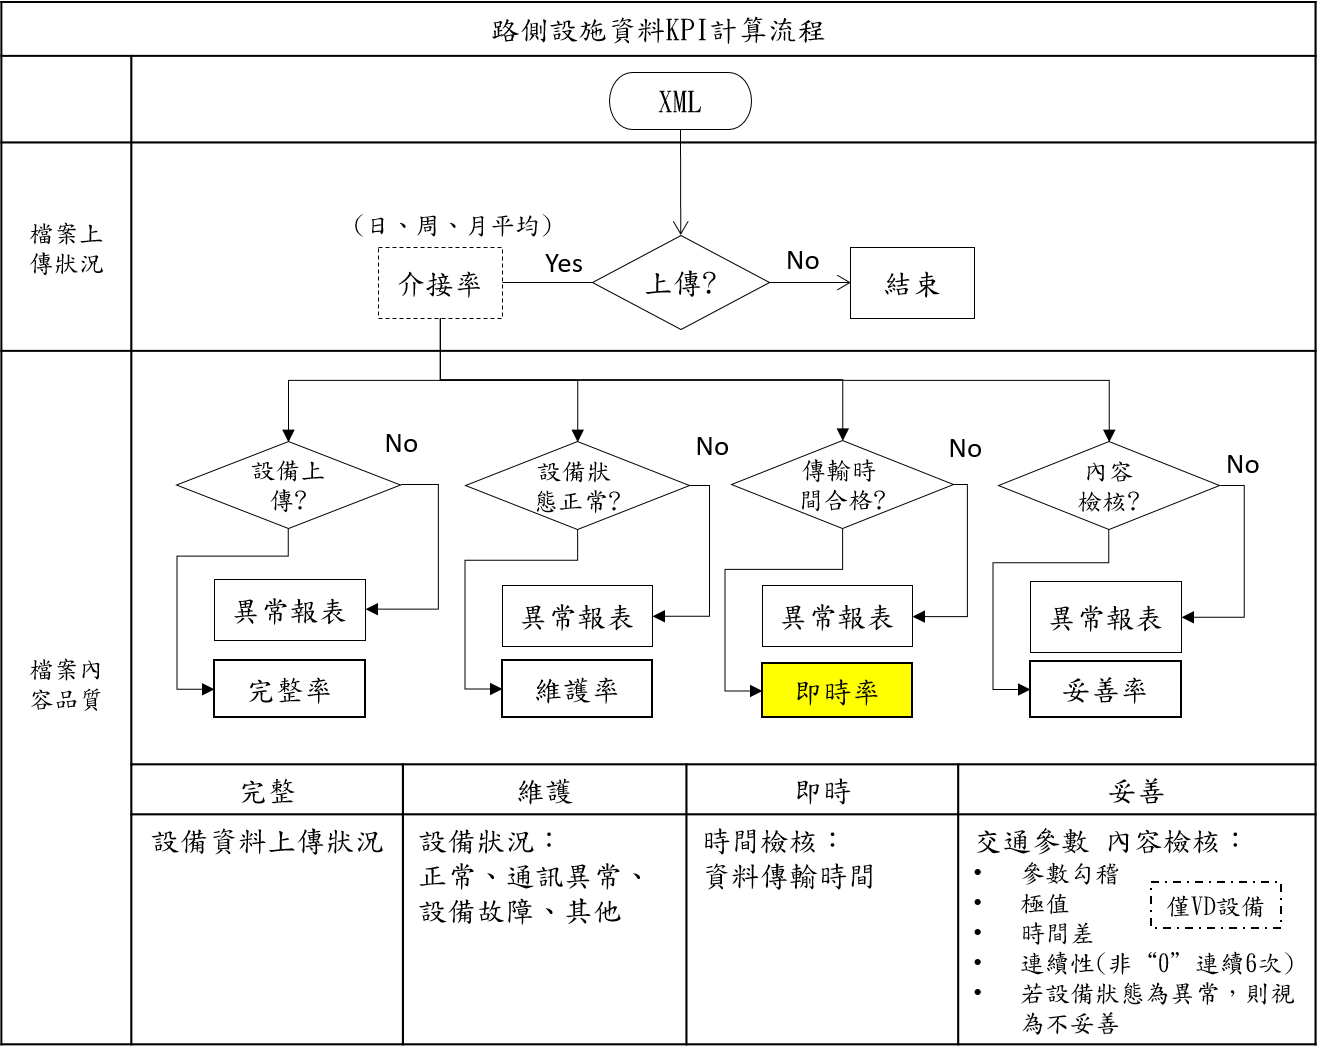 路側設施資料KPI計算流程
XML
檔案上
傳狀況
(日、周、月平均)
介接率
Yes
上傳?
No
結束
檔案內
容品質
設備上
傳?
No
設備狀
態正常?
No
傳輸時
間合格?
No
內容
檢核?
No
異常報表
異常報表
異常報表
異常報表
完整率
維護率
即時率
妥善率
完整
維護
即時
妥善
設備資料上傳狀況
設備狀況：
正常、通訊異常、
設備故障、其他
時間檢核：
資料傳輸時間
交通參數 內容檢核：
• 參數勾稽
• 極值
• 時間差
• 連續性(非“0”連續6次)
• 若設備狀態為異常，則視
為不妥善
僅VD設備